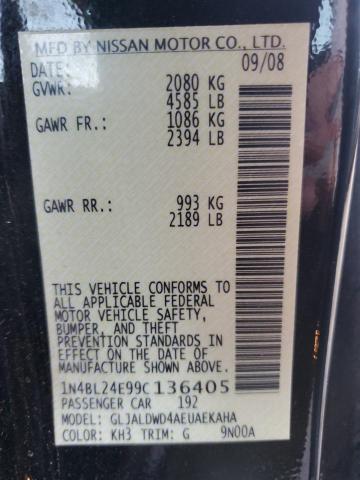 MFD BY NISSAN MOTOR CO., LTD.
DATE: 09/08
GVWR: 2080 KG
4585 LB
GAWR FR.: 1086 KG
2394 LB
GAWR RR.: 993 KG
2189 LB
THIS VEHICLE CONFORMS TO
ALL APPLICABLE FEDERAL
MOTOR VEHICLE SAFETY,
BUMPER, AND THEFT
PREVENTION STANDARDS
IN EFFECT ON THE DATE OF
MANUFACTURE SHOWN ABOVE.
1N4BL24E99C136405
PASSENGER CAR 192
MODEL: GLJALDWD4AEUAEKAHA
COLOR: KH3 TRIM: G 9N00A